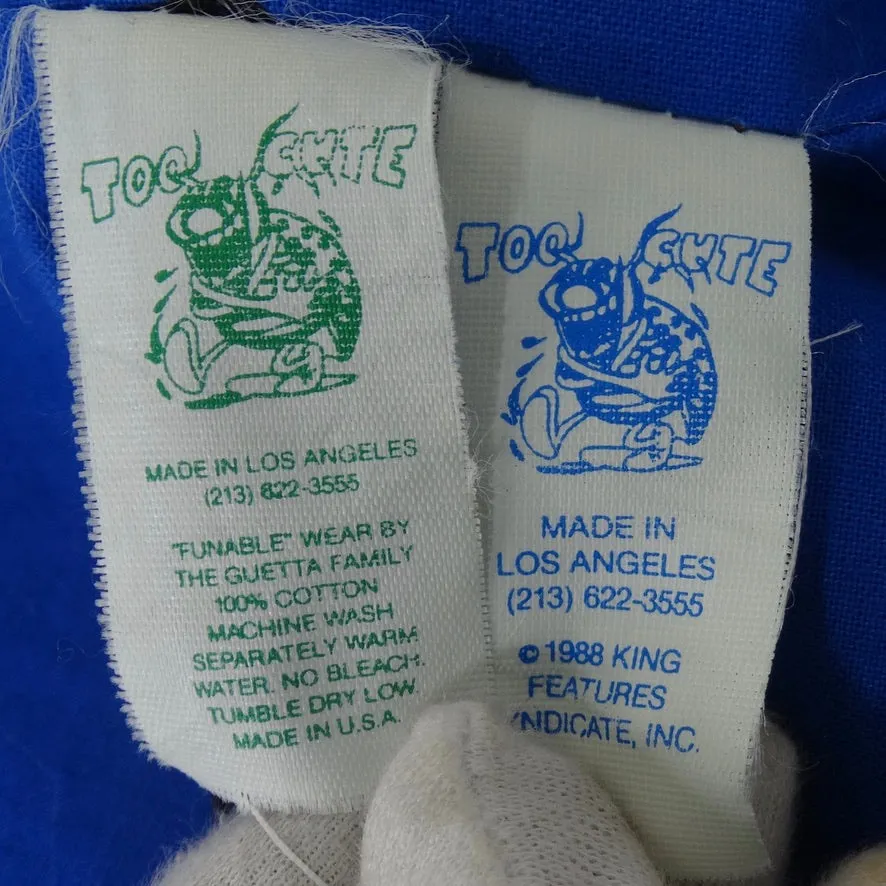 TOO CUTE
MADE IN LOS ANGELES
(213) 622-3555
"FUNABLE" WEAR BY
THE GUETTA FAMILY
100% COTTON
MACHINE WASH
SEPARATELY WARM
WATER. NO BLEACH.
TUMBLE DRY LOW.
MADE IN U.S.A.
TOO CUTE
MADE IN
LOS ANGELES
(213) 622-3555
© 1988 KING
FEATURES
YNDICATE, INC.